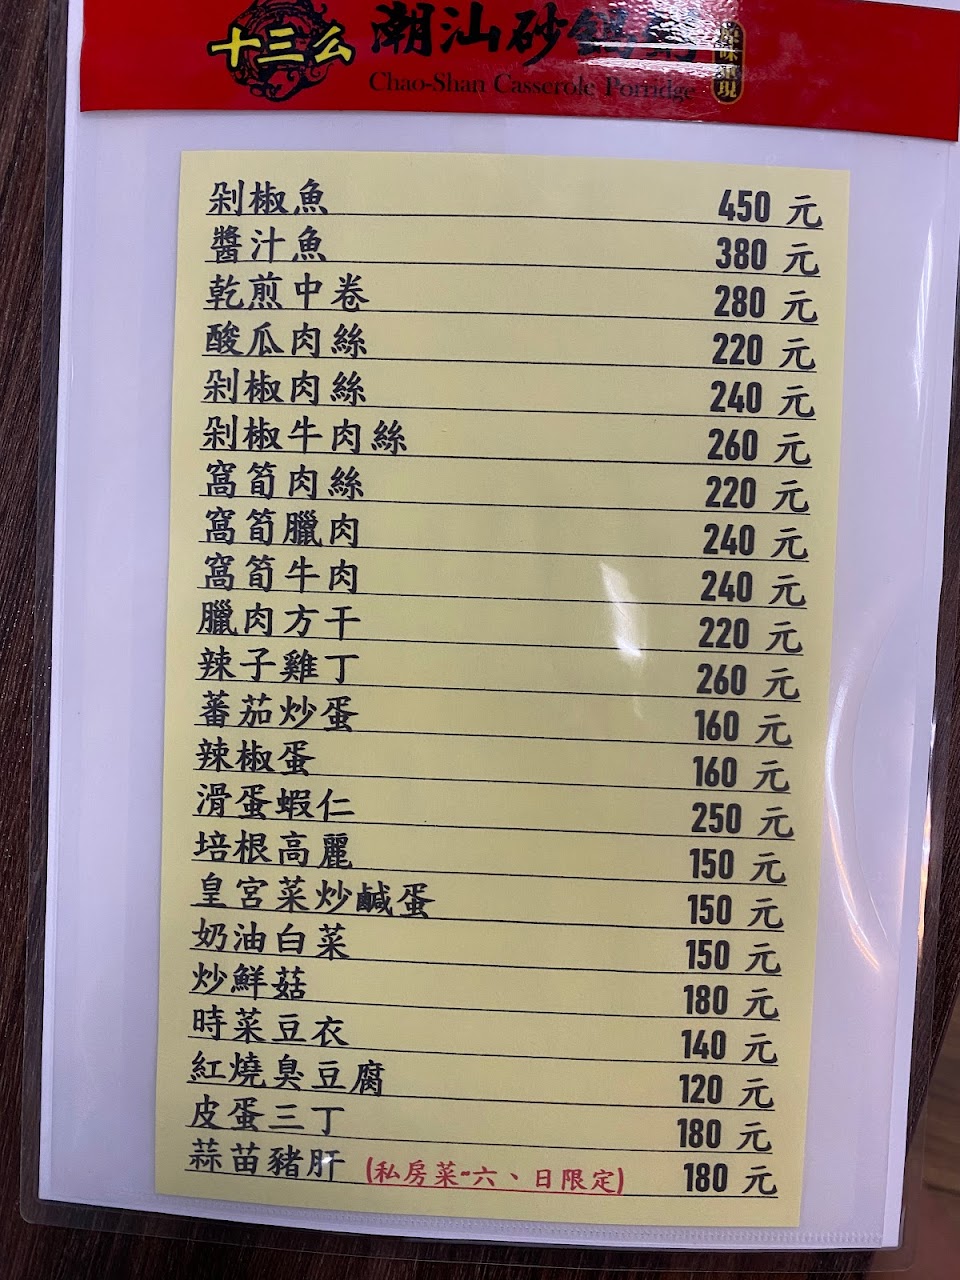 十三么 潮汕砂鍋粥
Chao-Shan Casserole Porridge
剁椒魚 450 元
醬汁魚 380 元
乾煎中卷 280 元
酸瓜肉絲 220 元
剁椒肉絲 240 元
剁椒牛肉絲 260 元
窩筍肉絲 220 元
窩筍臘肉 240 元
窩筍牛肉 240 元
臘肉方干 220 元
辣子雞丁 260 元
蕃茄炒蛋 160 元
辣椒蛋 160 元
滑蛋蝦仁 250 元
培根高麗 150 元
皇宮菜炒鹹蛋 150 元
奶油白菜 150 元
炒鮮菇 180 元
時菜豆衣 140 元
紅燒臭豆腐 120 元
皮蛋三丁 180 元
蒜苗豬肝 (私房菜-六、日限定) 180 元